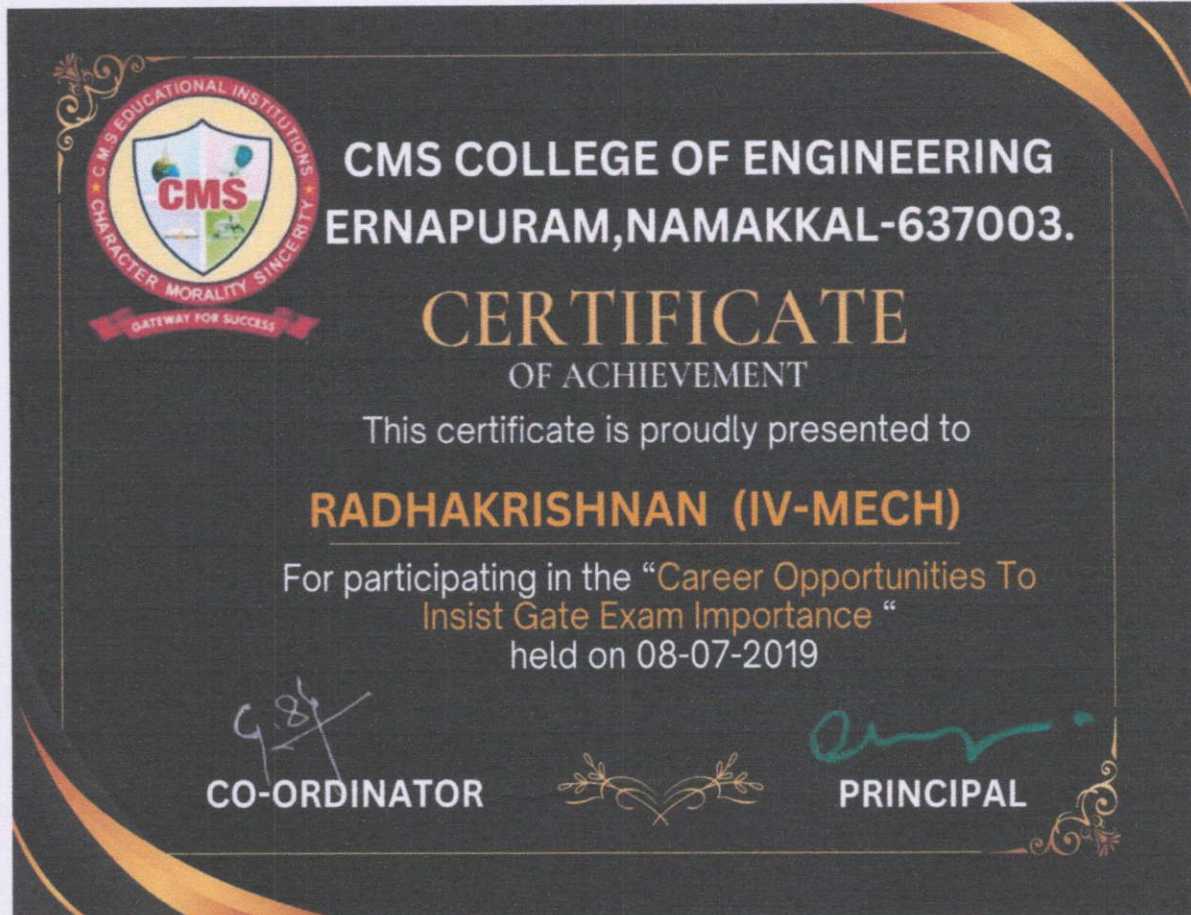 C.M.S EDUCATIONAL INSTITUTIONS
CMS
CHARACTER MORALITY SINCERITY
GATEWAY FOR SUCCESS
CMS COLLEGE OF ENGINEERING
ERNAPURAM,NAMAKKAL-637003.
CERTIFICATE
OF ACHIEVEMENT
This certificate is proudly presented to
RADHAKRISHNAN (IV-MECH)
For participating in the “Career Opportunities To
Insist Gate Exam Importance “
held on 08-07-2019
CO-ORDINATOR
PRINCIPAL